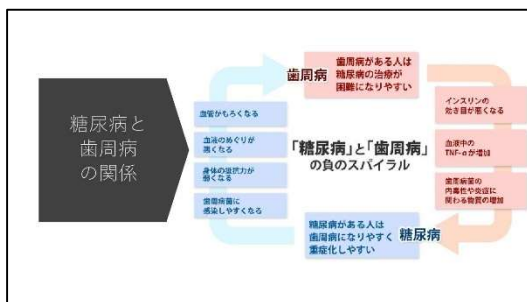 糖尿病と
歯周病
の関係
歯周病
歯周病がある人は
糖尿病の治療が
困難になりやすい
インスリンの
効き目が悪くなる
血液中の
TNF-αが増加
歯周病菌の
内毒性や炎症に
関わる物質の増加
「糖尿病」と「歯周病」
の負のスパイラル
糖尿病がある人は
歯周病になりやすく
重症化しやすい
糖尿病
血管がもろくなる
血液のめぐりが
悪くなる
身体の抵抗力が
弱くなる
歯周病菌に
感染しやすくなる